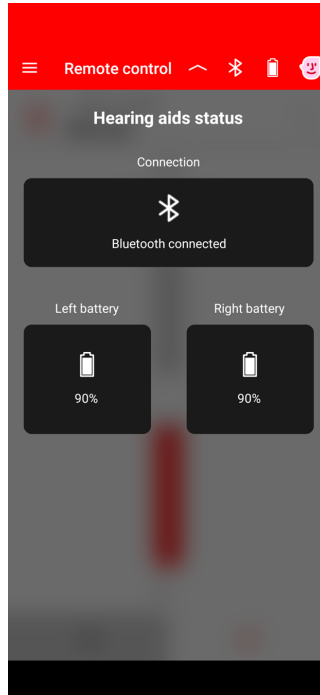 Remote control
Hearing aids status
Connection
Bluetooth connected
Left battery
Right battery
90%
90%